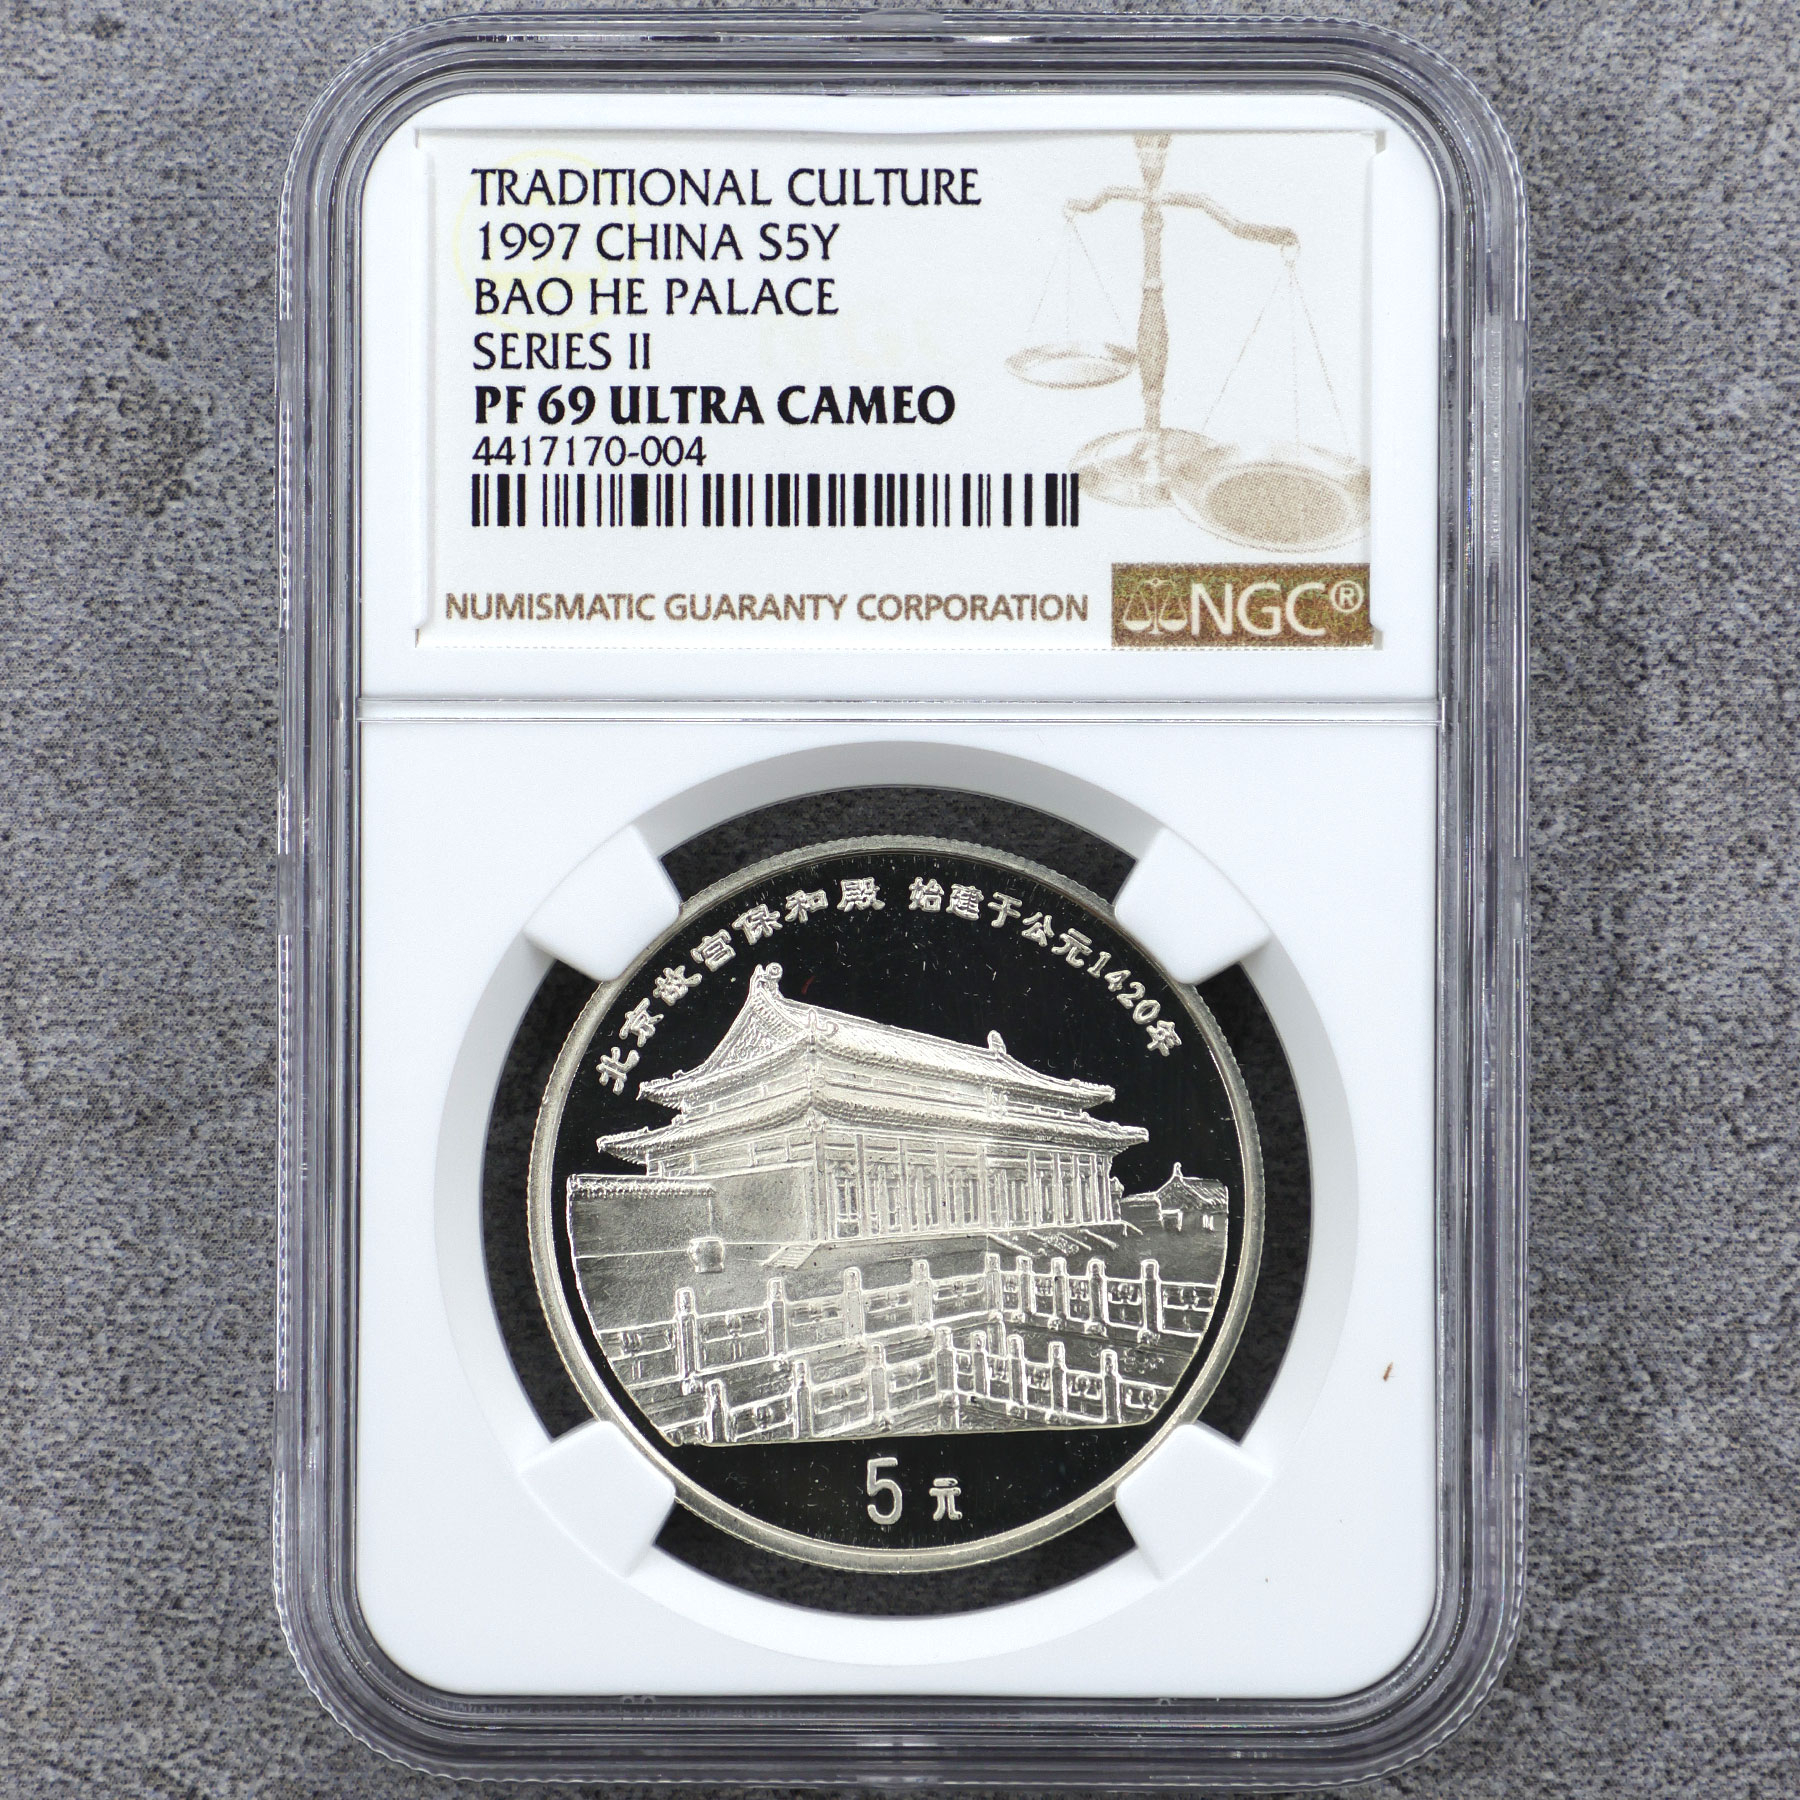 TRADITIONAL CULTURE
1997 CHINA S5Y
BAO HE PALACE
SERIES II
PF 69 ULTRA CAMEO
4417170-004
NUMISMATIC GUARANTY CORPORATION
NGC®
北京故宫保和殿 始建于公元1420年
5元